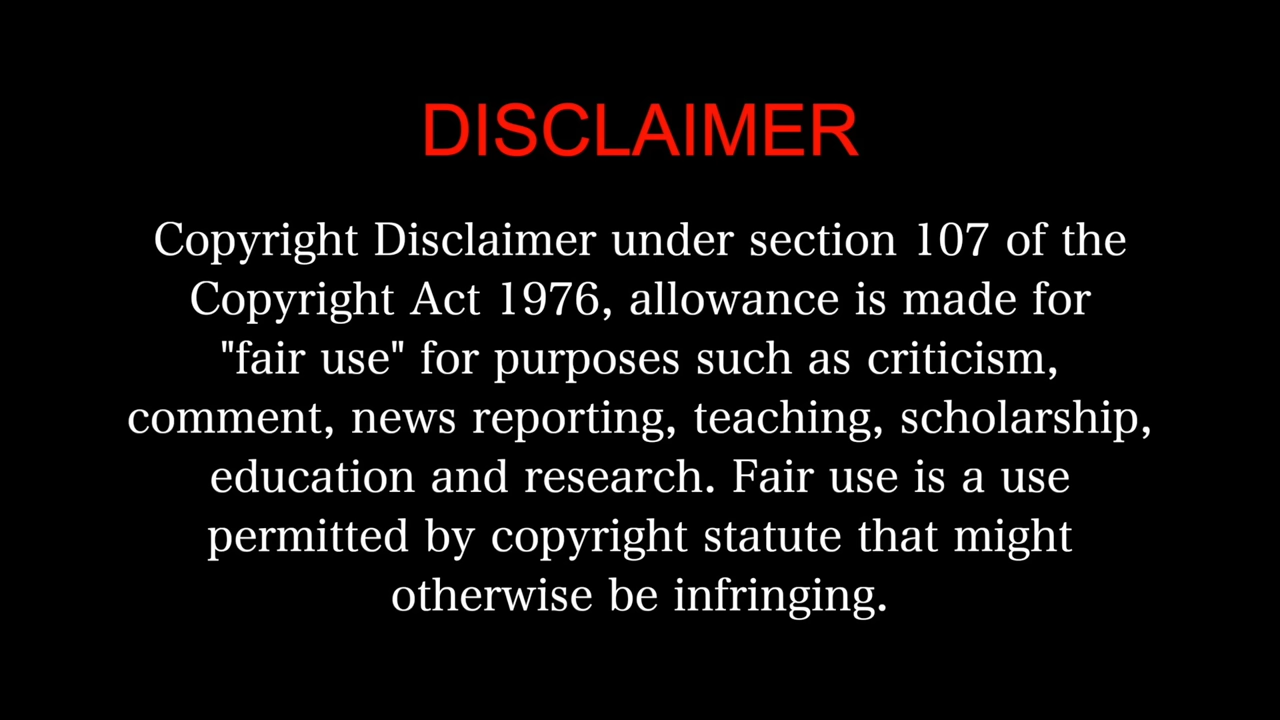 DISCLAIMER
Copyright Disclaimer under section 107 of the
Copyright Act 1976, allowance is made for
"fair use" for purposes such as criticism,
comment, news reporting, teaching, scholarship,
education and research. Fair use is a use
permitted by copyright statute that might
otherwise be infringing.